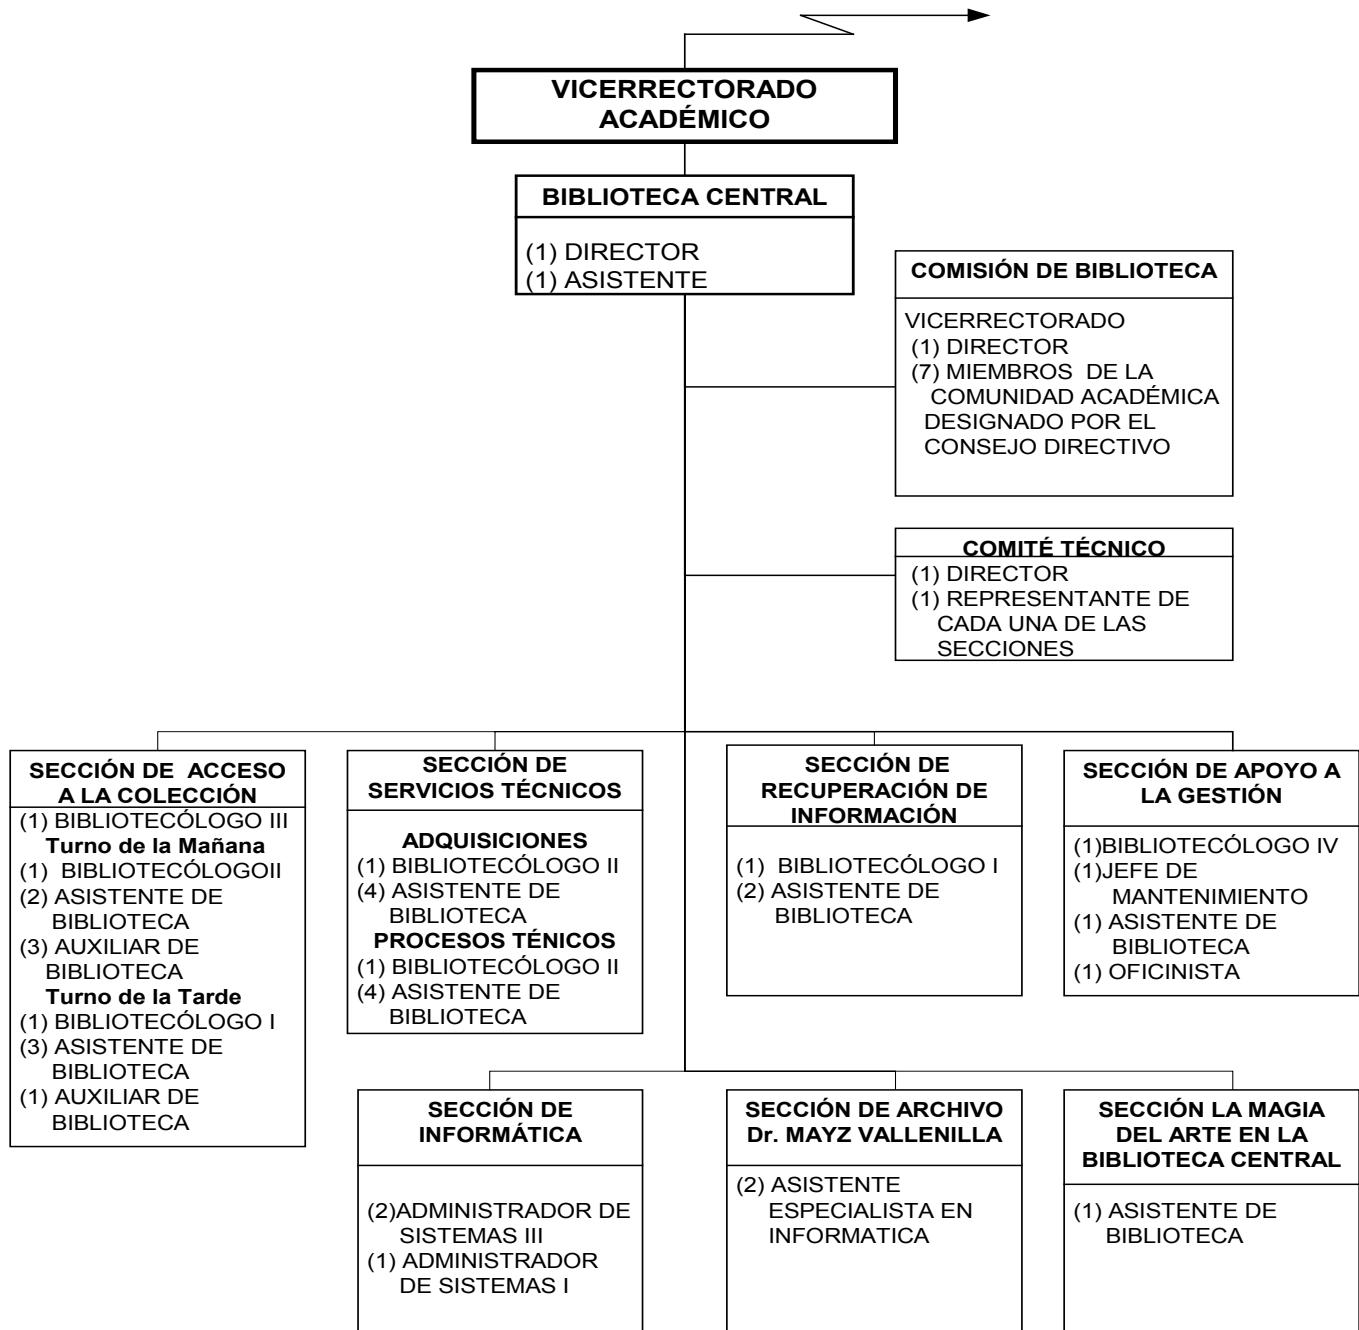 VICERRECTORADO
ACADÉMICO
BIBLIOTECA CENTRAL
(1) DIRECTOR
(1) ASISTENTE
COMISIÓN DE BIBLIOTECA
VICERRECTORADO
(1) DIRECTOR
(7) MIEMBROS DE LA
COMUNIDAD ACADÉMICA
DESIGNADO POR EL
CONSEJO DIRECTIVO
COMITÉ TÉCNICO
(1) DIRECTOR
(1) REPRESENTANTE DE
CADA UNA DE LAS
SECCIONES
SECCIÓN DE ACCESO
A LA COLECCIÓN
(1) BIBLIOTECÓLOGO III
Turno de la Mañana
(1) BIBLIOTECÓLOGOII
(2) ASISTENTE DE
BIBLIOTECA
(3) AUXILIAR DE
BIBLIOTECA
Turno de la Tarde
(1) BIBLIOTECÓLOGO I
(3) ASISTENTE DE
BIBLIOTECA
(1) AUXILIAR DE
BIBLIOTECA
SECCIÓN DE
SERVICIOS TÉCNICOS
ADQUISICIONES
(1) BIBLIOTECÓLOGO II
(4) ASISTENTE DE
BIBLIOTECA
PROCESOS TÉNICOS
(1) BIBLIOTECÓLOGO II
(4) ASISTENTE DE
BIBLIOTECA
SECCIÓN DE
RECUPERACIÓN DE
INFORMACIÓN
(1) BIBLIOTECÓLOGO I
(2) ASISTENTE DE
BIBLIOTECA
SECCIÓN DE APOYO A
LA GESTIÓN
(1)BIBLIOTECÓLOGO IV
(1)JEFE DE
MANTENIMIENTO
(1) ASISTENTE DE
BIBLIOTECA
(1) OFICINISTA
SECCIÓN DE
INFORMÁTICA
(2)ADMINISTRADOR DE
SISTEMAS III
(1) ADMINISTRADOR
DE SISTEMAS I
SECCIÓN DE ARCHIVO
Dr. MAYZ VALLENILLA
(2) ASISTENTE
ESPECIALISTA EN
INFORMATICA
SECCIÓN LA MAGIA
DEL ARTE EN LA
BIBLIOTECA CENTRAL
(1) ASISTENTE DE
BIBLIOTECA